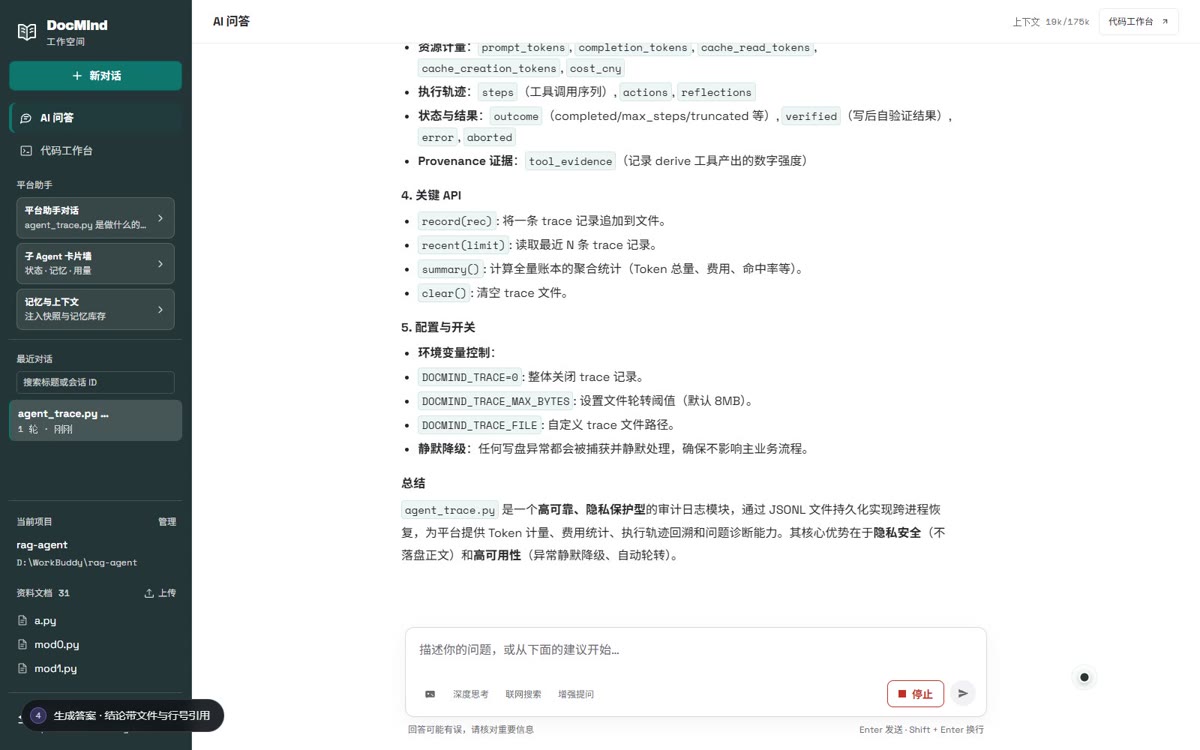 DocMind
工作空间
+ 新对话
AI 问答
代码工作台
平台助手
平台助手对话
agent_trace.py 是做什么的…
子 Agent 卡片墙
状态 · 记忆 · 用量
记忆与上下文
注入快照与记忆库存
最近对话
搜索标题或会话 ID
agent_trace.py ...
1 轮 · 刚刚
当前项目
管理
rag-agent
D:\WorkBuddy\rag-agent
资料文档 31
上传
a.py
mod0.py
mod1.py
4 生成答案 · 结论带文件与行号引用
AI 问答
上下文 19k/175k
代码工作台
资源计量：prompt_tokens, completion_tokens, cache_read_tokens,
cache_creation_tokens, cost_cny
执行轨迹：steps（工具调用序列）, actions, reflections
状态与结果：outcome（completed/max_steps/truncated 等）, verified（写后自验证结果）,
error, aborted
Provenance 证据：tool_evidence（记录 derive 工具产出的数字强度）
4. 关键 API
record(rec)：将一条 trace 记录追加到文件。
recent(limit)：读取最近 N 条 trace 记录。
summary()：计算全量账本的聚合统计（Token 总量、费用、命中率等）。
clear()：清空 trace 文件。
5. 配置与开关
环境变量控制：
DOCMIND_TRACE=0：整体关闭 trace 记录。
DOCMIND_TRACE_MAX_BYTES：设置文件轮转阈值（默认 8MB）。
DOCMIND_TRACE_FILE：自定义 trace 文件路径。
静默降级：任何写盘异常都会被捕获并静默处理，确保不影响主业务流程。
总结
agent_trace.py 是一个高可靠、隐私保护型的审计日志模块，通过 JSONL 文件持久化实现跨进程恢
复，为平台提供 Token 计量、费用统计、执行轨迹回溯和问题诊断能力。其核心优势在于隐私安全（不
落盘正文）和高可用性（异常静默降级、自动轮转）。
描述你的问题，或从下面的建议开始...
深度思考
联网搜索
增强提问
停止
回答可能有误，请核对重要信息
Enter 发送 · Shift + Enter 换行